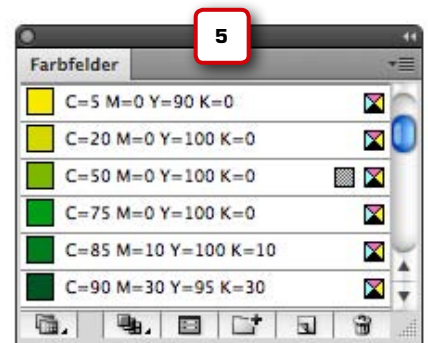 5
Farbfelder
C=5 M=0 Y=90 K=0
C=20 M=0 Y=100 K=0
C=50 M=0 Y=100 K=0
C=75 M=0 Y=100 K=0
C=85 M=10 Y=100 K=10
C=90 M=30 Y=95 K=30